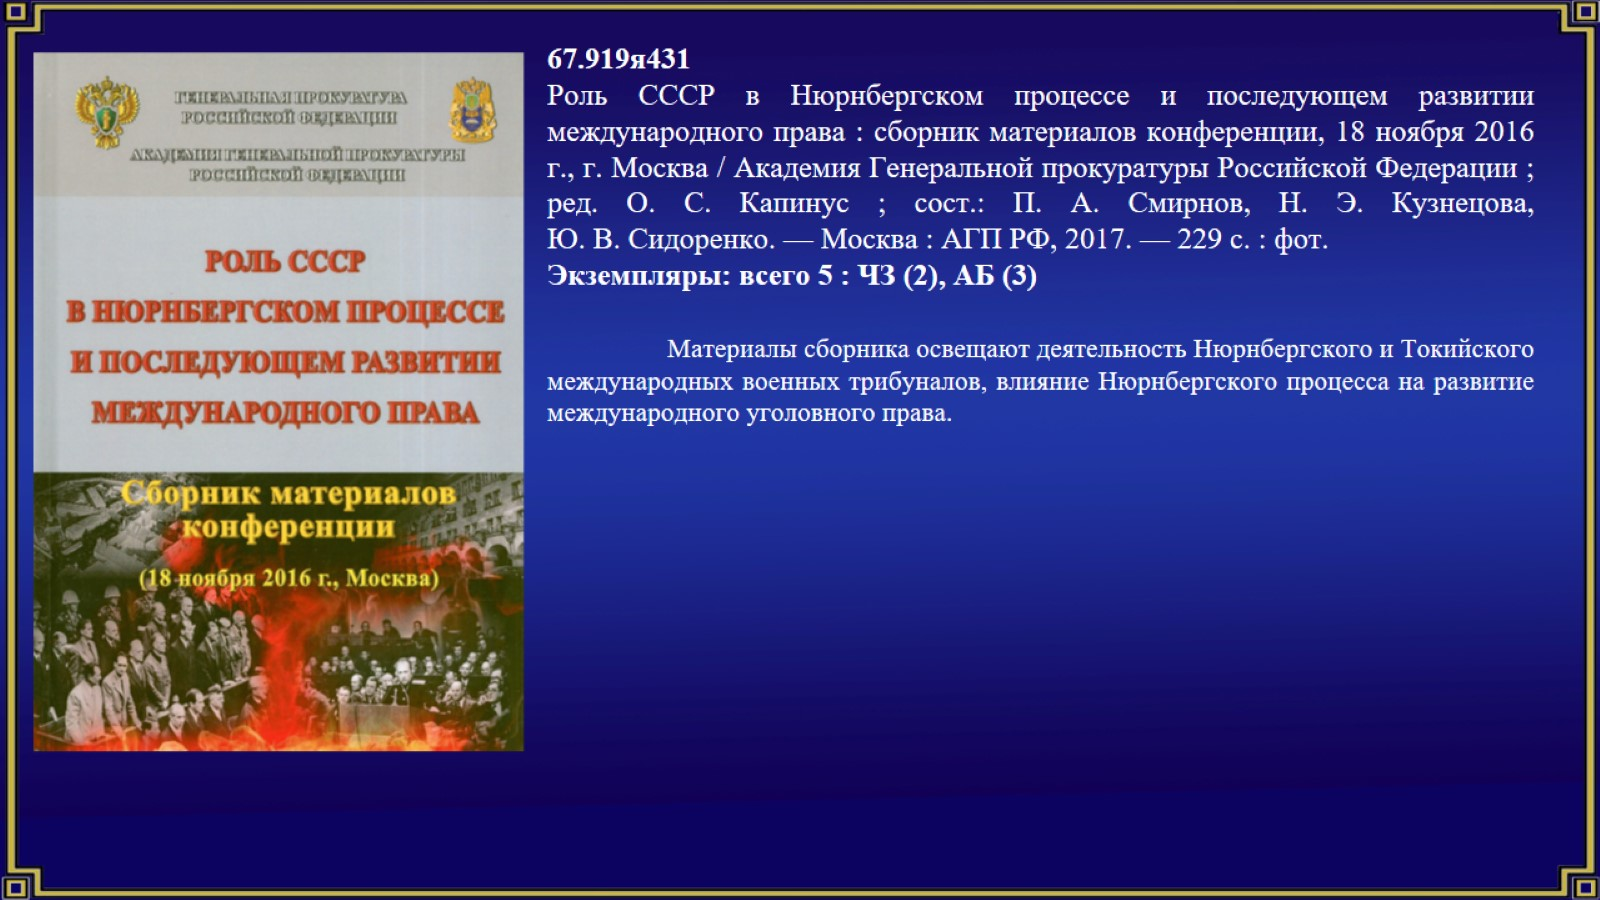 ГЕНЕРАЛЬНАЯ ПРОКУРАТУРА
РОССИЙСКОЙ ФЕДЕРАЦИИ
АКАДЕМИЯ ГЕНЕРАЛЬНОЙ ПРОКУРАТУРЫ
РОССИЙСКОЙ ФЕДЕРАЦИИ
РОЛЬ СССР
В НЮРНБЕРГСКОМ ПРОЦЕССЕ
И ПОСЛЕДУЮЩЕМ РАЗВИТИИ
МЕЖДУНАРОДНОГО ПРАВА
Сборник материалов
конференции
(18 ноября 2016 г., Москва)
67.919я431
Роль СССР в Нюрнбергском процессе и последующем развитии
международного права : сборник материалов конференции, 18 ноября 2016
г., г. Москва / Академия Генеральной прокуратуры Российской Федерации ;
ред. О. С. Капинус ; сост.: П. А. Смирнов, Н. Э. Кузнецова,
Ю. В. Сидоренко. — Москва : АГП РФ, 2017. — 229 с. : фот.
Экземпляры: всего 5 : ЧЗ (2), АБ (3)
Материалы сборника освещают деятельность Нюрнбергского и Токийского
международных военных трибуналов, влияние Нюрнбергского процесса на развитие
международного уголовного права.